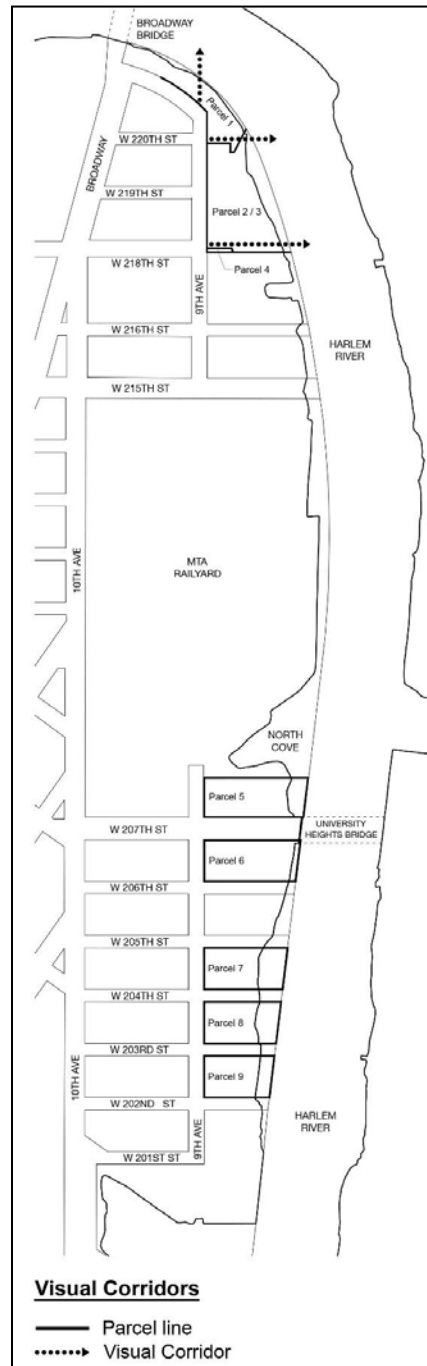 BROADWAY
BRIDGE
Parcel 1
W 220TH ST
BROADWAY
W 219TH ST
Parcel 2 / 3
W 218TH ST
Parcel 4
9TH AVE
W 216TH ST
HARLEM
RIVER
W 215TH ST
MTA
RAILYARD
10TH AVE
NORTH
COVE
Parcel 5
W 207TH ST
UNIVERSITY
HEIGHTS BRIDGE
Parcel 6
W 206TH ST
W 205TH ST
Parcel 7
W 204TH ST
Parcel 8
W 203RD ST
10TH AVE
Parcel 9
W 202ND ST
HARLEM
RIVER
9TH AVE
W 201ST ST
Visual Corridors
Parcel line
Visual Corridor